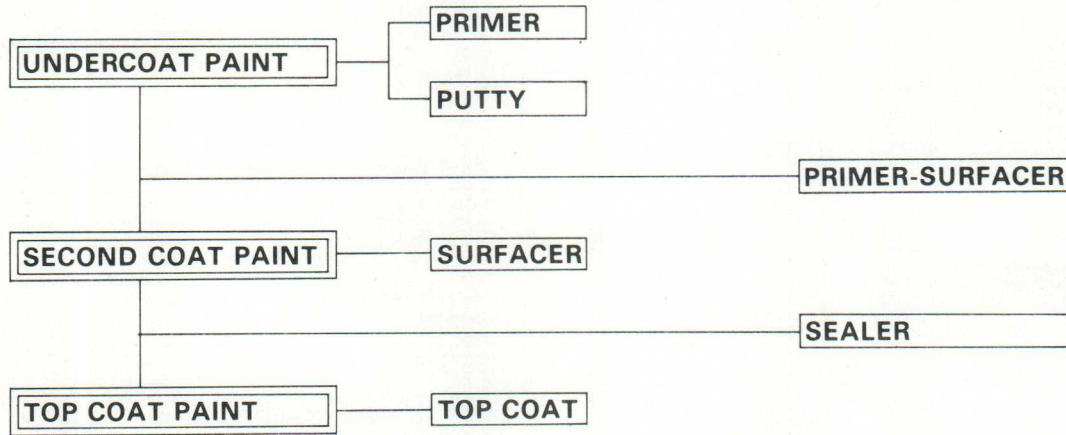 PRIMER
UNDERCOAT PAINT
PUTTY
PRIMER-SURFACER
SECOND COAT PAINT
SURFACER
SEALER
TOP COAT PAINT
TOP COAT